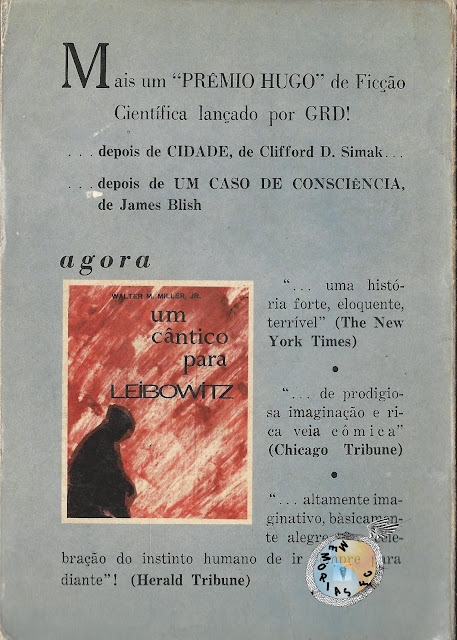 Mais um “PRÊMIO HUGO” de Ficção
Científica lançado por GRD!
. . . depois de CIDADE, de Clifford D. Simak . . .
. . . depois de UM CASO DE CONSCIÊNCIA,
de James Blish
agora
WALTER M. MILLER, JR.
um
cântico
para
LEIBOWITZ
“. . . uma histó-
ria forte, eloquente,
terrível” (The New
York Times)
“. . . de prodigio-
sa imaginação e ri-
ca veia cômica”
(Chicago Tribune)
“. . . altamente ima-
ginativo, bàsicamen-
te alegre
bração do instinto humano de ir para
diante”! (Herald Tribune)
MEMÓRIAS FC